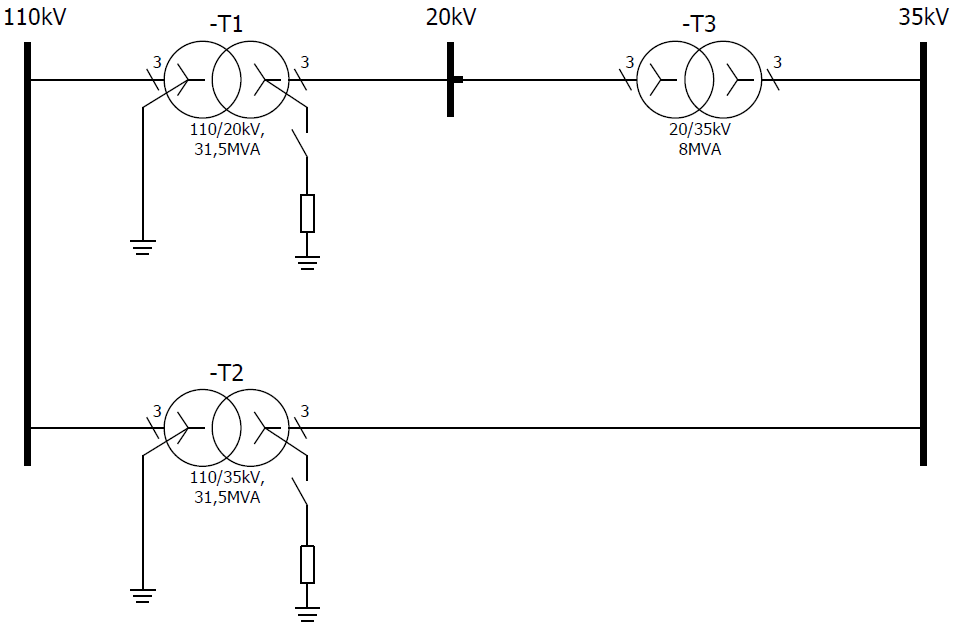 110kV
20kV
35kV
-T1
-T3
3
3
3
3
110/20kV,
31,5MVA
20/35kV
8MVA
-T2
3
3
110/35kV,
31,5MVA